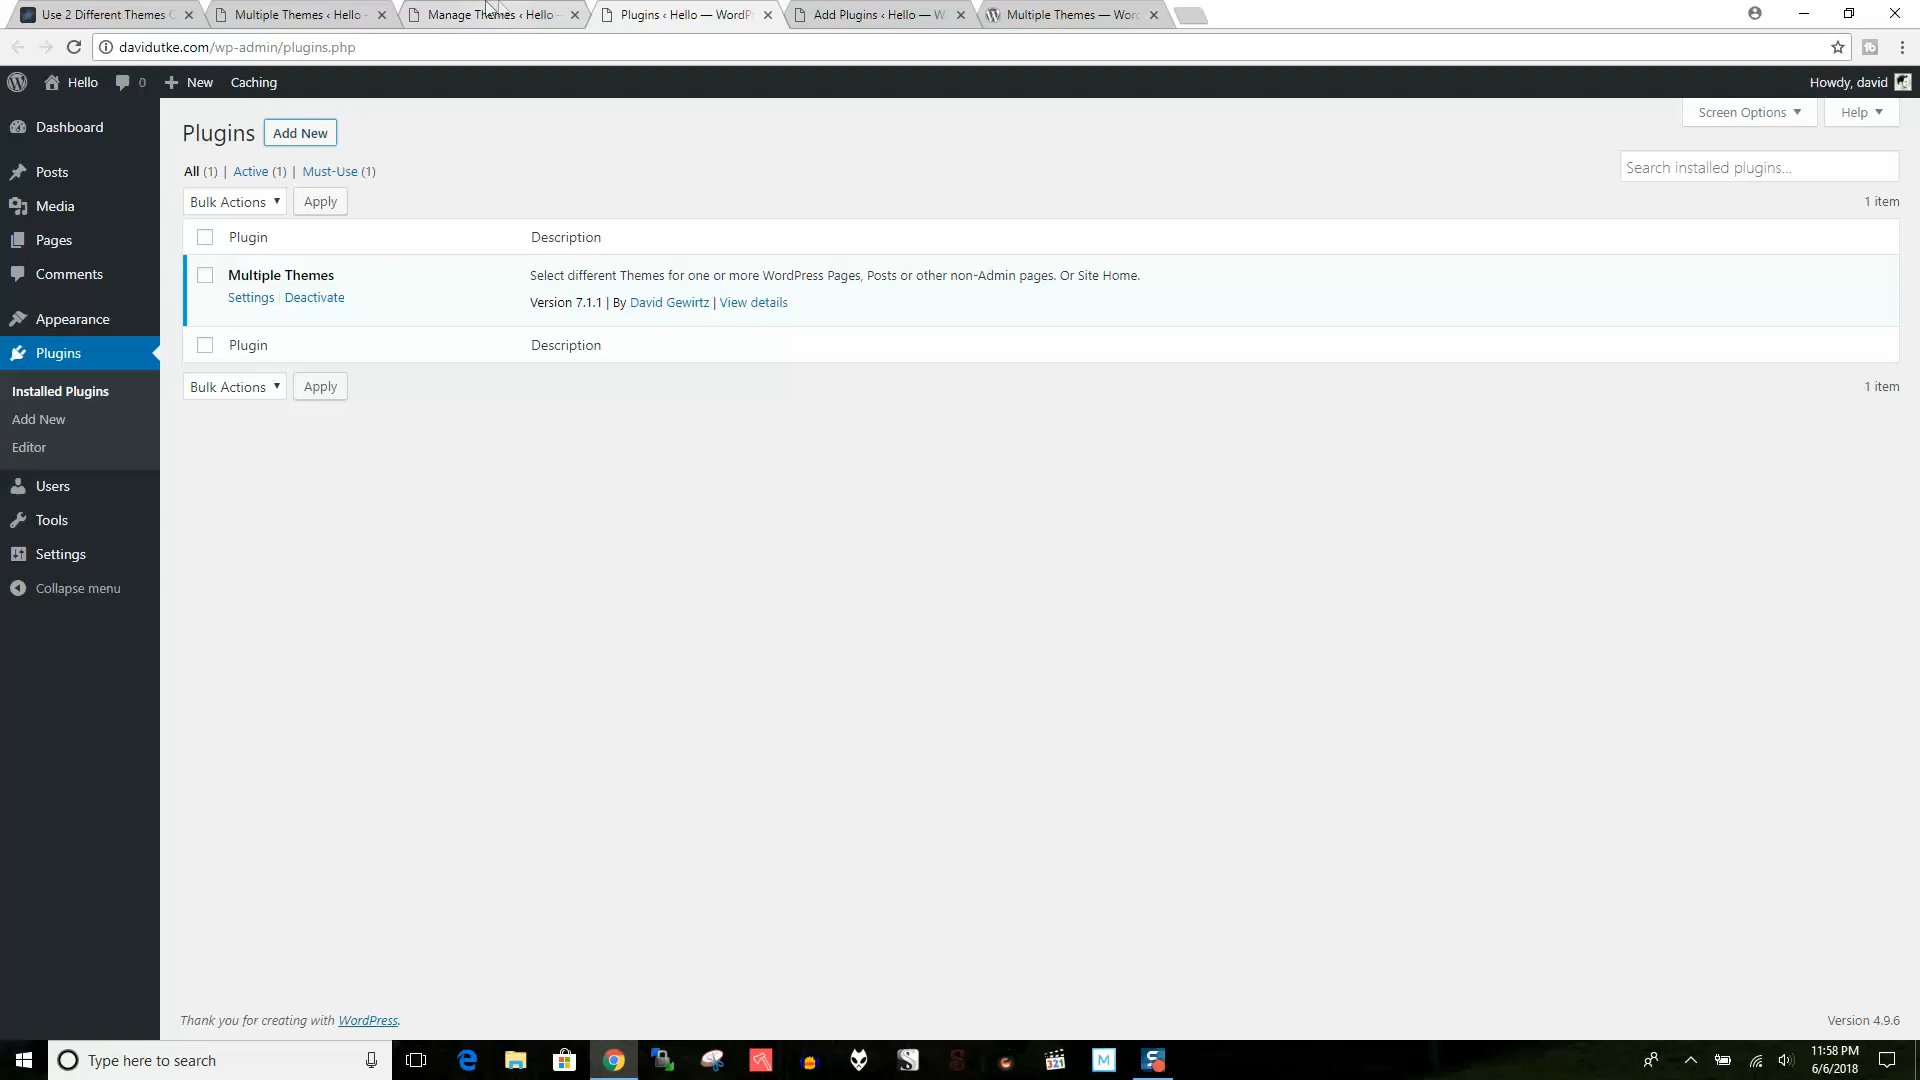 Use 2 Different Themes
Multiple Themes ‹ Hello
Manage Themes ‹ Hello
Plugins ‹ Hello — WordP
Add Plugins ‹ Hello — W
Multiple Themes — Wor
davidutke.com/wp-admin/plugins.php
Hello
0
New
Caching
Howdy, david
Dashboard
Posts
Media
Pages
Comments
Appearance
Plugins
Installed Plugins
Add New
Editor
Users
Tools
Settings
Collapse menu
Plugins Add New
Screen Options
Help
All (1) | Active (1) | Must-Use (1)
Search installed plugins...
Bulk Actions Apply
1 item
Plugin Description
Multiple Themes
Settings | Deactivate
Select different Themes for one or more WordPress Pages, Posts or other non-Admin pages. Or Site Home.
Version 7.1.1 | By David Gewirtz | View details
Plugin Description
Bulk Actions Apply
1 item
Thank you for creating with WordPress.
Version 4.9.6
Type here to search
321
M
11:58 PM
6/6/2018